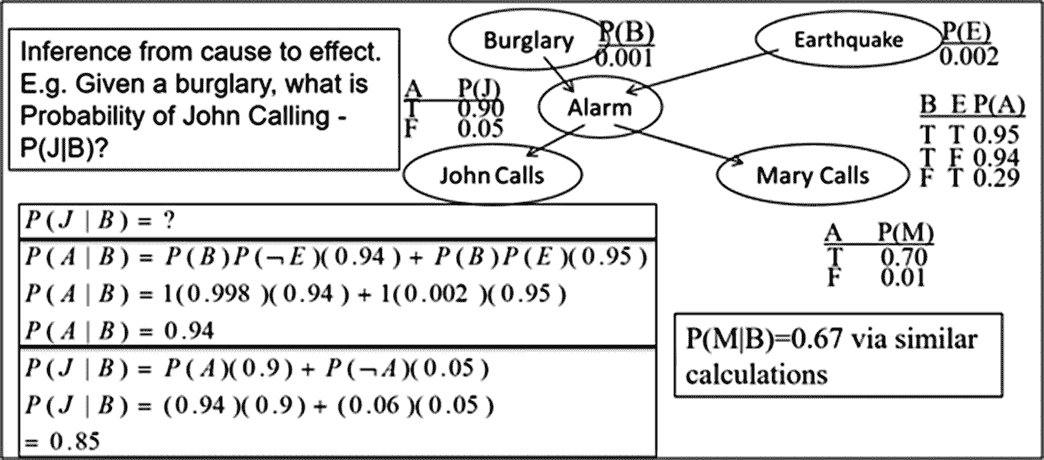 Inference from cause to effect.
E.g. Given a burglary, what is
Probability of John Calling -
P(J|B)?
Burglary
P(B)
0.001
Earthquake
P(E)
0.002
A P(J)
T 0.90
F 0.05
Alarm
B E P(A)
T T 0.95
T F 0.94
F T 0.29
John Calls
Mary Calls
A P(M)
T 0.70
F 0.01
P(J | B) = ?
P(A | B) = P(B)P(¬E)(0.94) + P(B)P(E)(0.95)
P(A | B) = 1(0.998)(0.94) + 1(0.002)(0.95)
P(A | B) = 0.94
P(J | B) = P(A)(0.9) + P(¬A)(0.05)
P(J | B) = (0.94)(0.9) + (0.06)(0.05)
= 0.85
P(M|B)=0.67 via similar
calculations